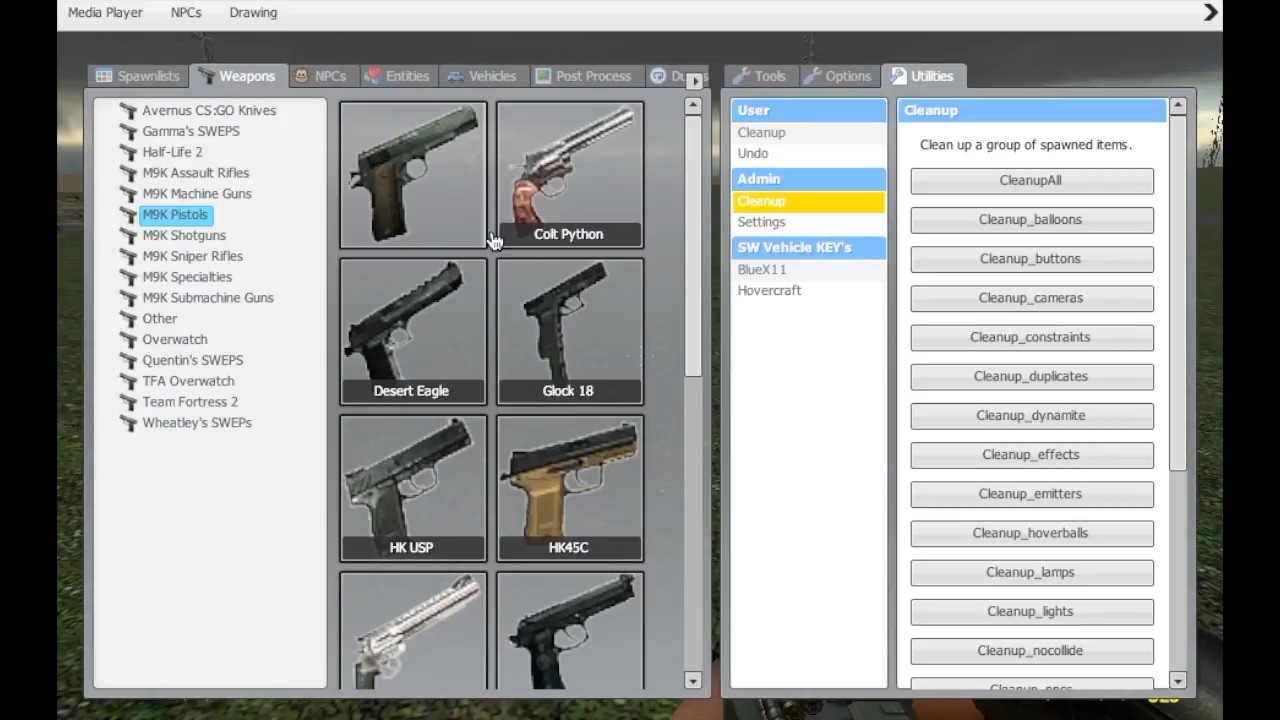 Media Player NPCs Drawing
Spawnlists Weapons NPCs Entities Vehicles Post Process
Tools Options Utilities
Avernus CS:GO Knives
Gamma's SWEPS
Half-Life 2
M9K Assault Rifles
M9K Machine Guns
M9K Pistols
M9K Shotguns
M9K Sniper Rifles
M9K Specialties
M9K Submachine Guns
Other
Overwatch
Quentin's SWEPS
TFA Overwatch
Team Fortress 2
Wheatley's SWEPs
Colt Python
Desert Eagle
Glock 18
HK USP
HK45C
User
Cleanup
Undo
Admin
Cleanup
Settings
SW Vehicle KEY's
BlueX11
Hovercraft
Cleanup
Clean up a group of spawned items.
CleanupAll
Cleanup_balloons
Cleanup_buttons
Cleanup_cameras
Cleanup_constraints
Cleanup_duplicates
Cleanup_dynamite
Cleanup_effects
Cleanup_emitters
Cleanup_hoverballs
Cleanup_lamps
Cleanup_lights
Cleanup_nocollide